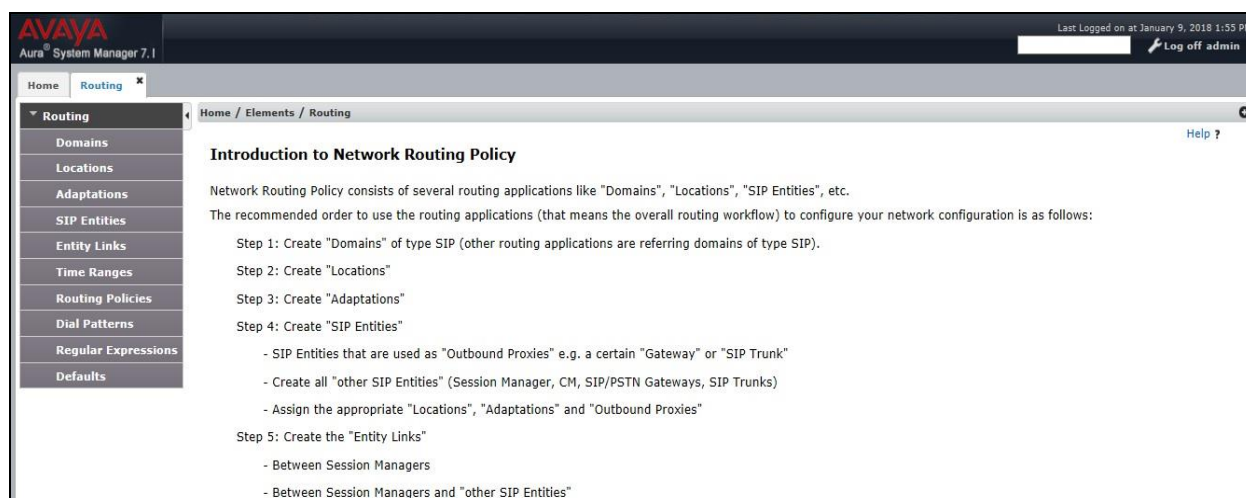 AVAYA
Aura® System Manager 7.1
Last Logged on at January 9, 2018 1:55
Log off admin
Home
Routing ×
Routing
Domains
Locations
Adaptations
SIP Entities
Entity Links
Time Ranges
Routing Policies
Dial Patterns
Regular Expressions
Defaults
Home / Elements / Routing
Help ?
Introduction to Network Routing Policy
Network Routing Policy consists of several routing applications like "Domains", "Locations", "SIP Entities", etc.
The recommended order to use the routing applications (that means the overall routing workflow) to configure your network configuration is as follows:
Step 1: Create "Domains" of type SIP (other routing applications are referring domains of type SIP).
Step 2: Create "Locations"
Step 3: Create "Adaptations"
Step 4: Create "SIP Entities"
- SIP Entities that are used as "Outbound Proxies" e.g. a certain "Gateway" or "SIP Trunk"
- Create all "other SIP Entities" (Session Manager, CM, SIP/PSTN Gateways, SIP Trunks)
- Assign the appropriate "Locations", "Adaptations" and "Outbound Proxies"
Step 5: Create the "Entity Links"
- Between Session Managers
- Between Session Managers and "other SIP Entities"